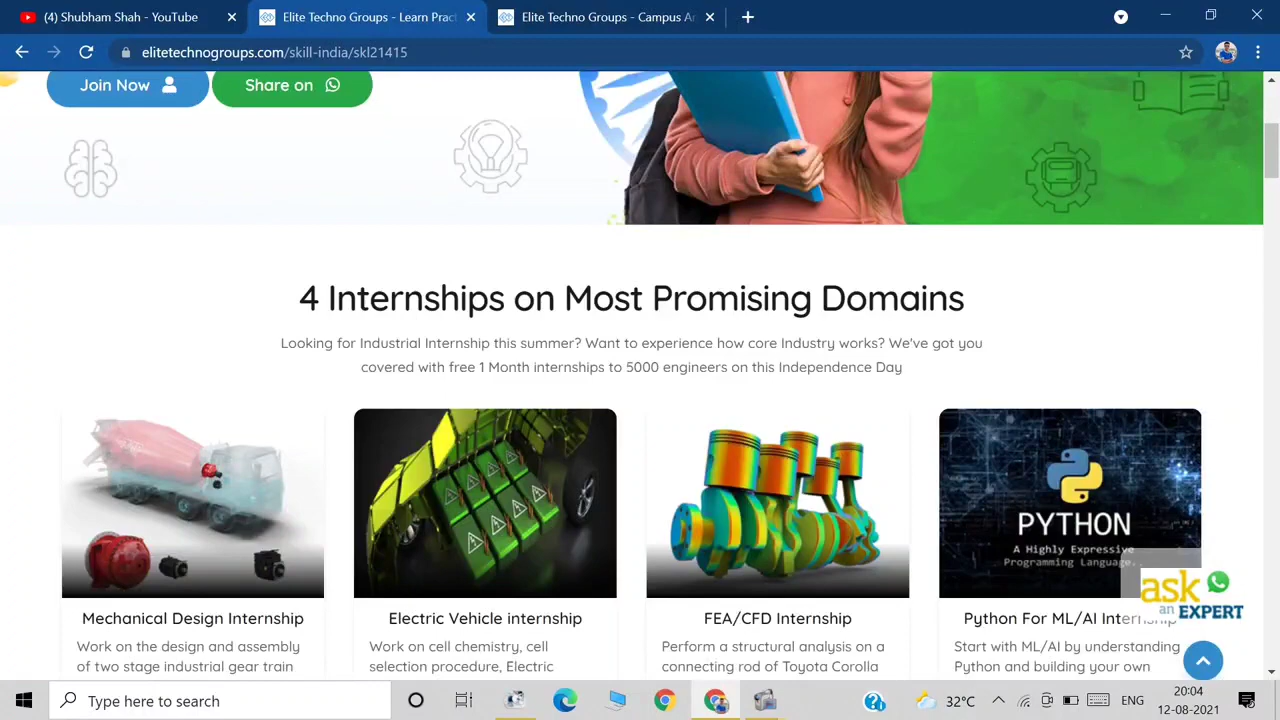 (4) Shubham Shah - YouTube
Elite Techno Groups - Learn Pract
Elite Techno Groups - Campus Ar
elitetechnogroups.com/skill-india/skl21415
Join Now
Share on
4 Internships on Most Promising Domains
Looking for Industrial Internship this summer? Want to experience how core Industry works? We've got you
covered with free 1 Month internships to 5000 engineers on this Independence Day
PYTHON
A Highly Expressive
Programming Language..
Mechanical Design Internship
Work on the design and assembly
of two stage industrial gear train
Electric Vehicle internship
Work on cell chemistry, cell
selection procedure, Electric
FEA/CFD Internship
Perform a structural analysis on a
connecting rod of Toyota Corolla
Python For ML/AI Internship
Start with ML/AI by understanding
Python and building your own
ask
an EXPERT
Type here to search
32°C
ENG
20:04
12-08-2021